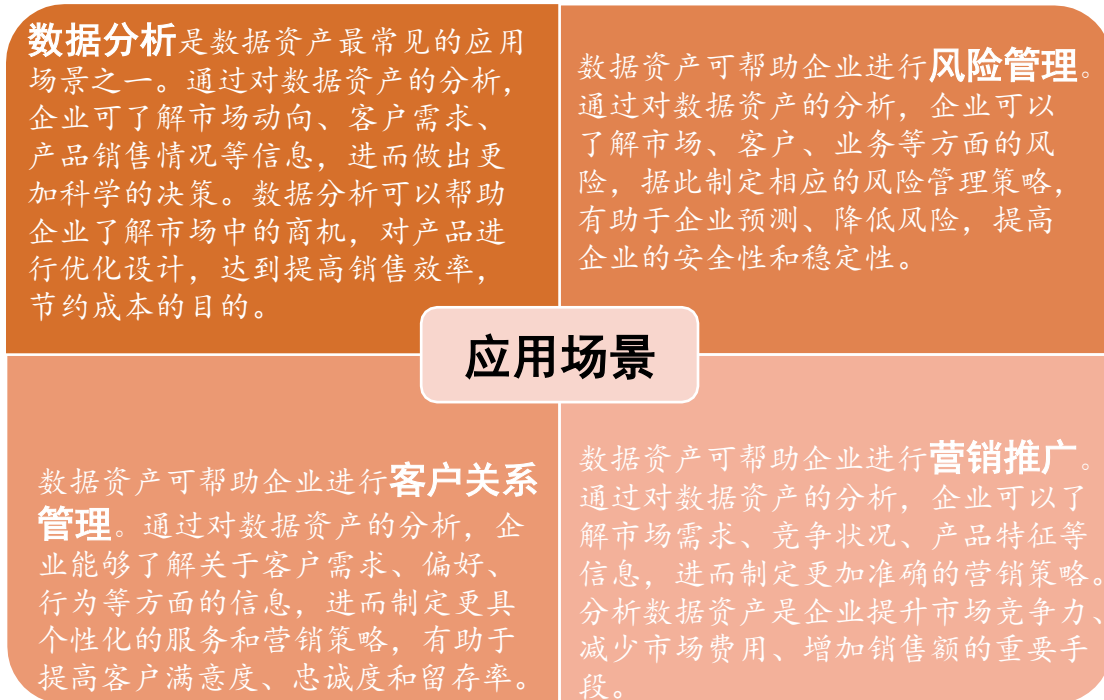 数据分析是数据资产最常见的应用
场景之一。通过对数据资产的分析，
企业可了解市场动向、客户需求、
产品销售情况等信息，进而做出更
加科学的决策。数据分析可以帮助
企业了解市场中的商机，对产品进
行优化设计，达到提高销售效率，
节约成本的目的。
数据资产可帮助企业进行风险管理。
通过对数据资产的分析，企业可以
了解市场、客户、业务等方面的风
险，据此制定相应的风险管理策略，
有助于企业预测、降低风险，提高
企业的安全性和稳定性。
应用场景
数据资产可帮助企业进行客户关系
管理。通过对数据资产的分析，企
业能够了解关于客户需求、偏好、
行为等方面的信息，进而制定更具
个性化的服务和营销策略，有助于
提高客户满意度、忠诚度和留存率。
数据资产可帮助企业进行营销推广。
通过对数据资产的分析，企业可以了
解市场需求、竞争状况、产品特征等
信息，进而制定更加准确的营销策略。
分析数据资产是企业提升市场竞争力、
减少市场费用、增加销售额的重要手
段。